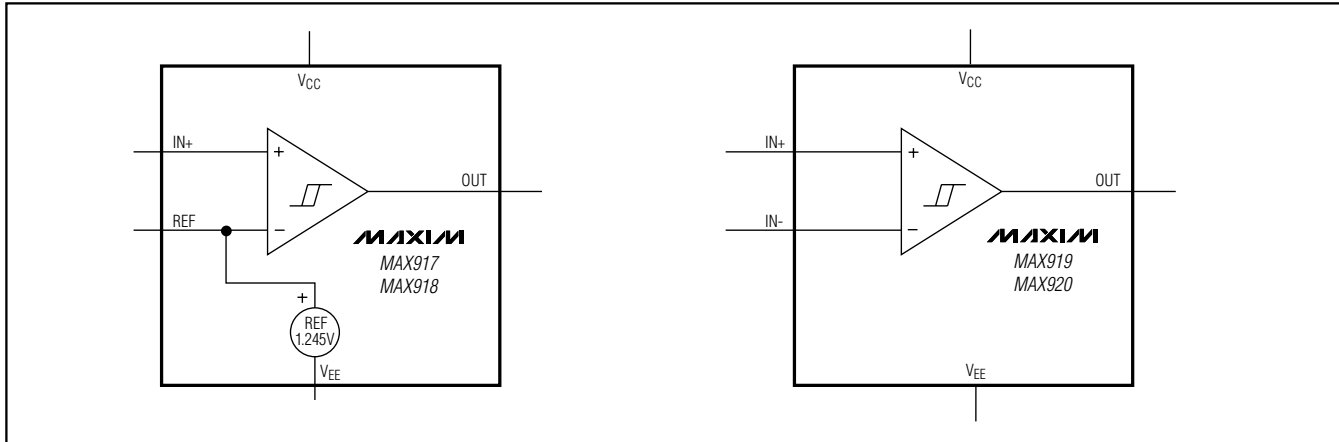 VCC
IN+
+
OUT
REF
−
MAXIM
MAX917
MAX918
+
REF
1.245V
VEE
VCC
IN+
+
OUT
IN-
−
MAXIM
MAX919
MAX920
VEE